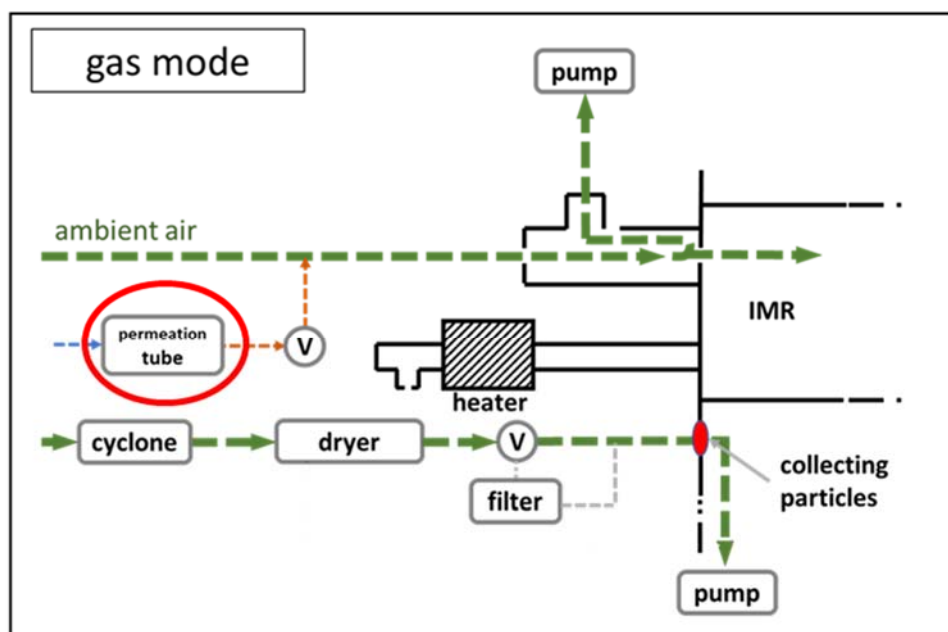 gas mode
pump
ambient air
permeation
tube
V
IMR
heater
cyclone
dryer
V
filter
collecting
particles
pump